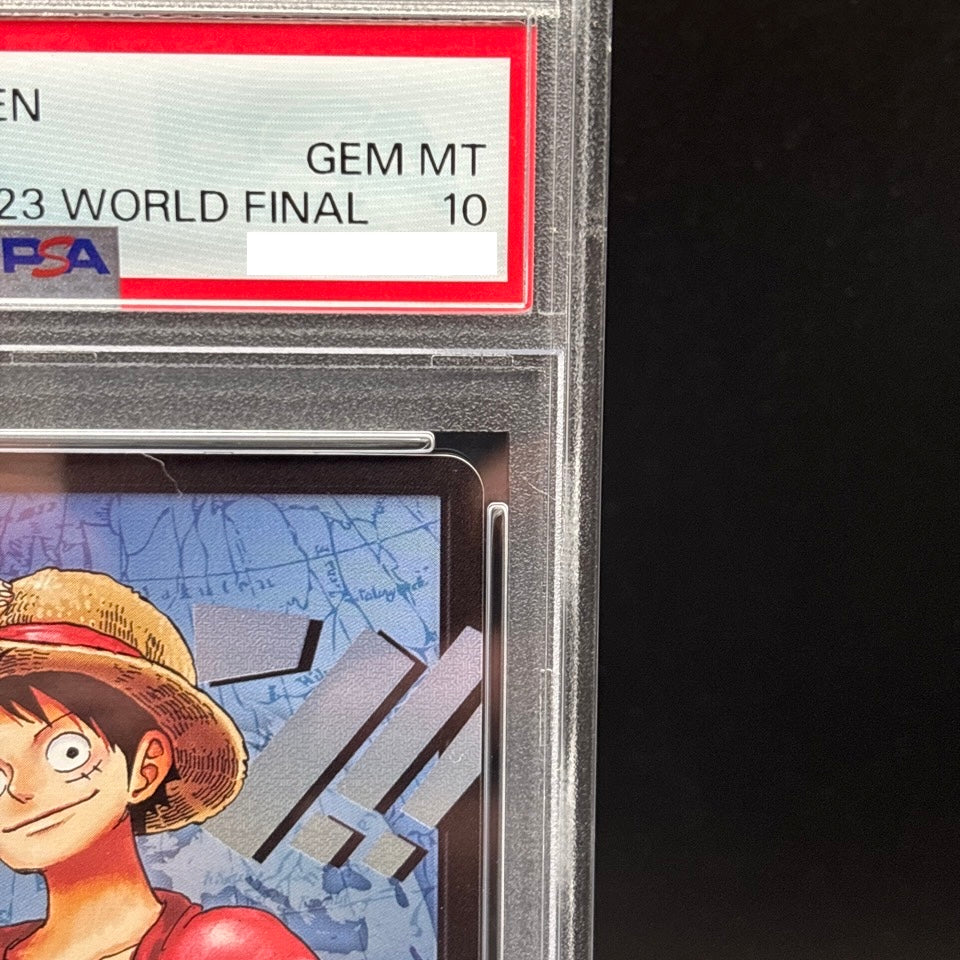 EN
GEM MT
23 WORLD FINAL 10
PSA